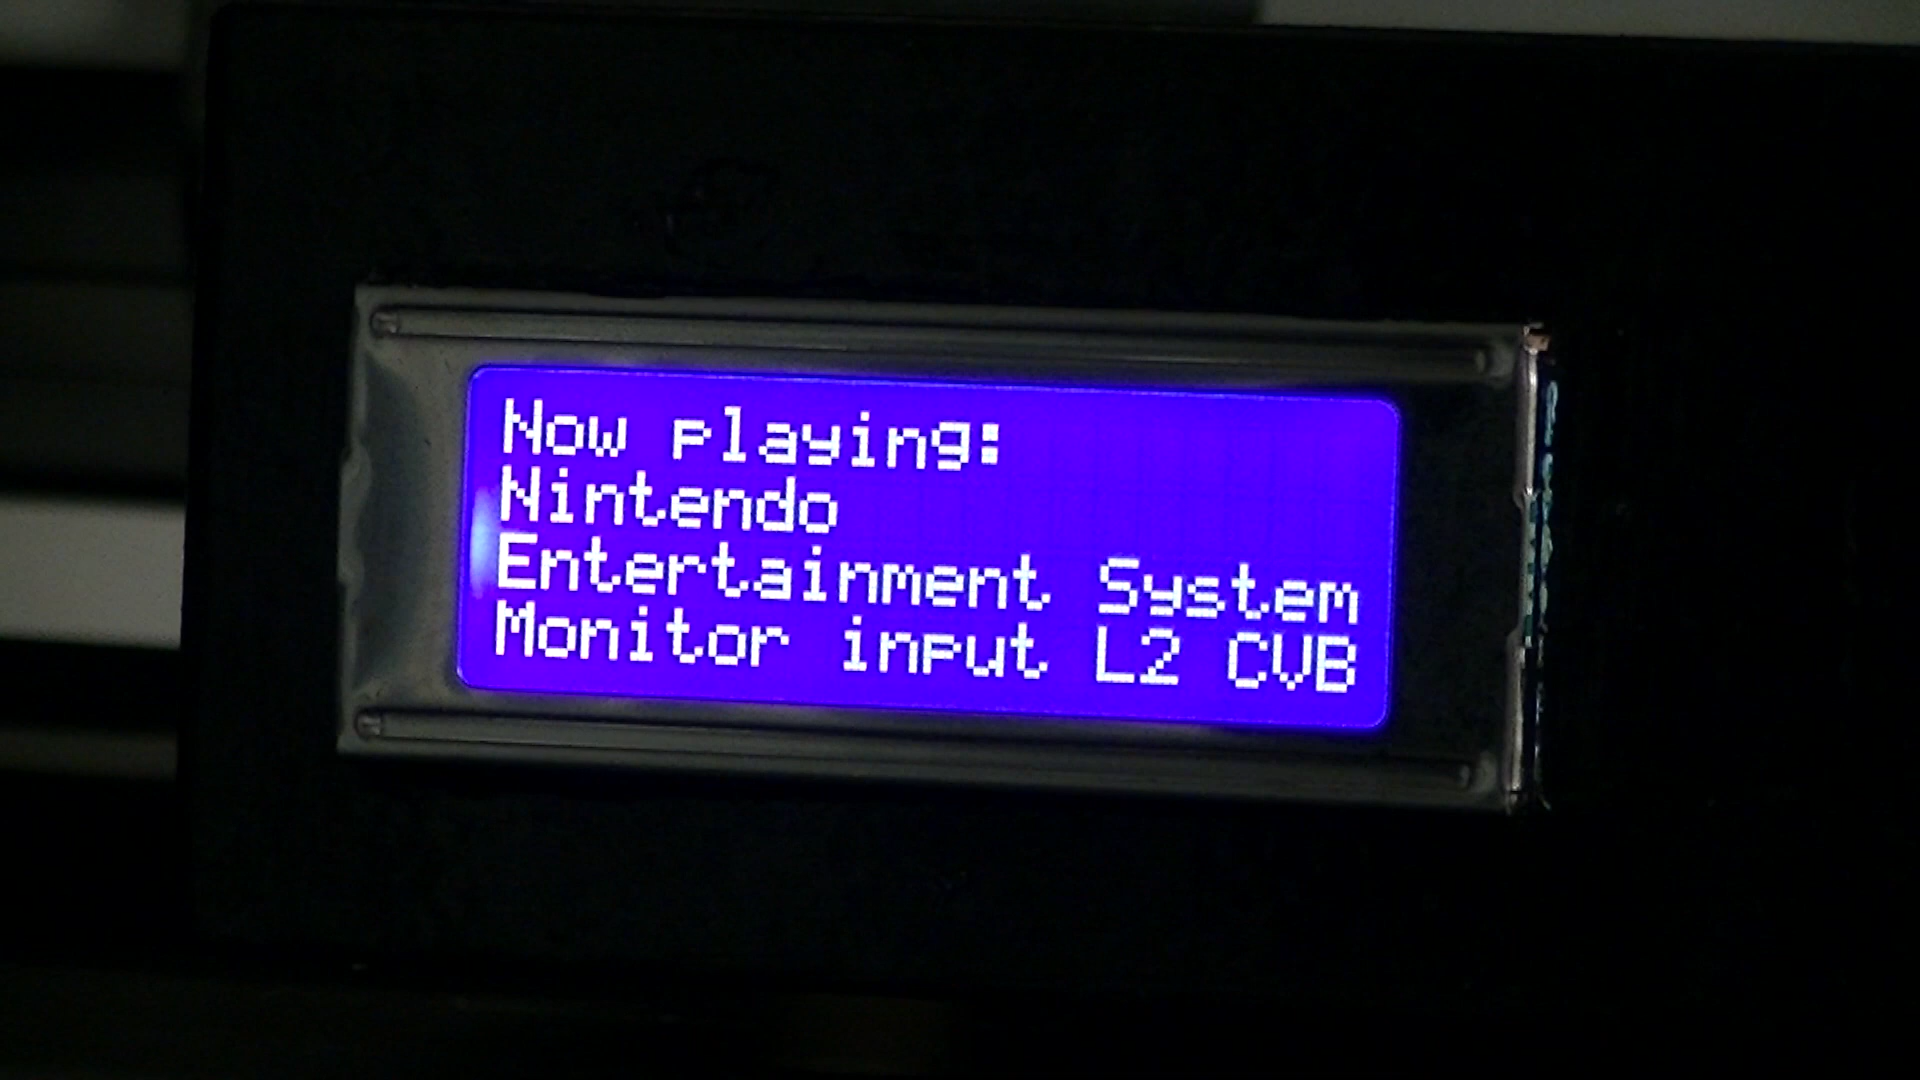 Now playing:
Nintendo
Entertainment System
Monitor input L2 CVB